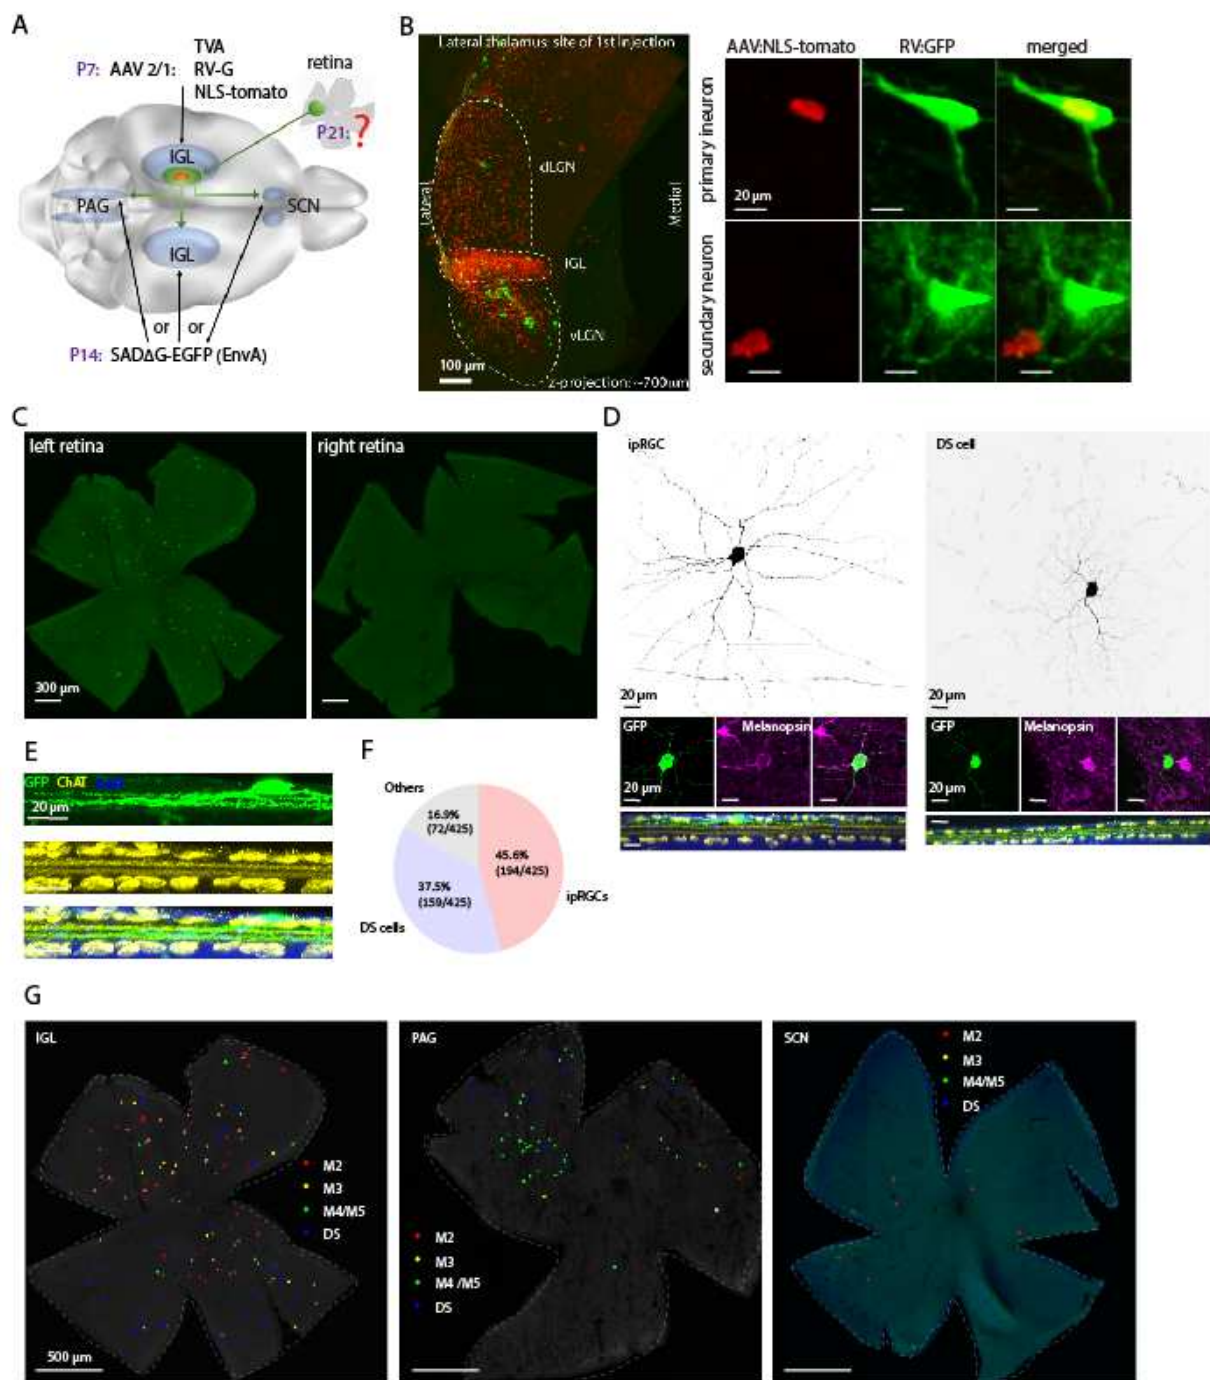 A
TVA
P7: AAV 2/1: RV-G
NLS-tomato
retina
P21: ?
IGL
PAG
SCN
IGL
or or
P14: SADΔG-EGFP (EnvA)
B
Lateral thalamus: site of 1st injection
Lateral
Medial
dLGN
IGL
vLGN
100 µm
z-projection: ~700µm
AAV:NLS-tomato RV:GFP merged
primary ineuron
20 µm
secundary neuron
C
left retina
right retina
300 µm
D
ipRGC
DS cell
20 µm
20 µm
GFP
Melanopsin
20 µm
GFP
Melanopsin
20 µm
E
GFP ChAT
20 µm
F
Others
16.9%
(72/425)
45.6%
(194/425)
37.5%
(159/425)
ipRGCs
DS cells
G
IGL
M2
M3
M4/M5
DS
500 µm
PAG
M2
M3
M4 /M5
DS
SCN
M2
M3
M4/M5
DS